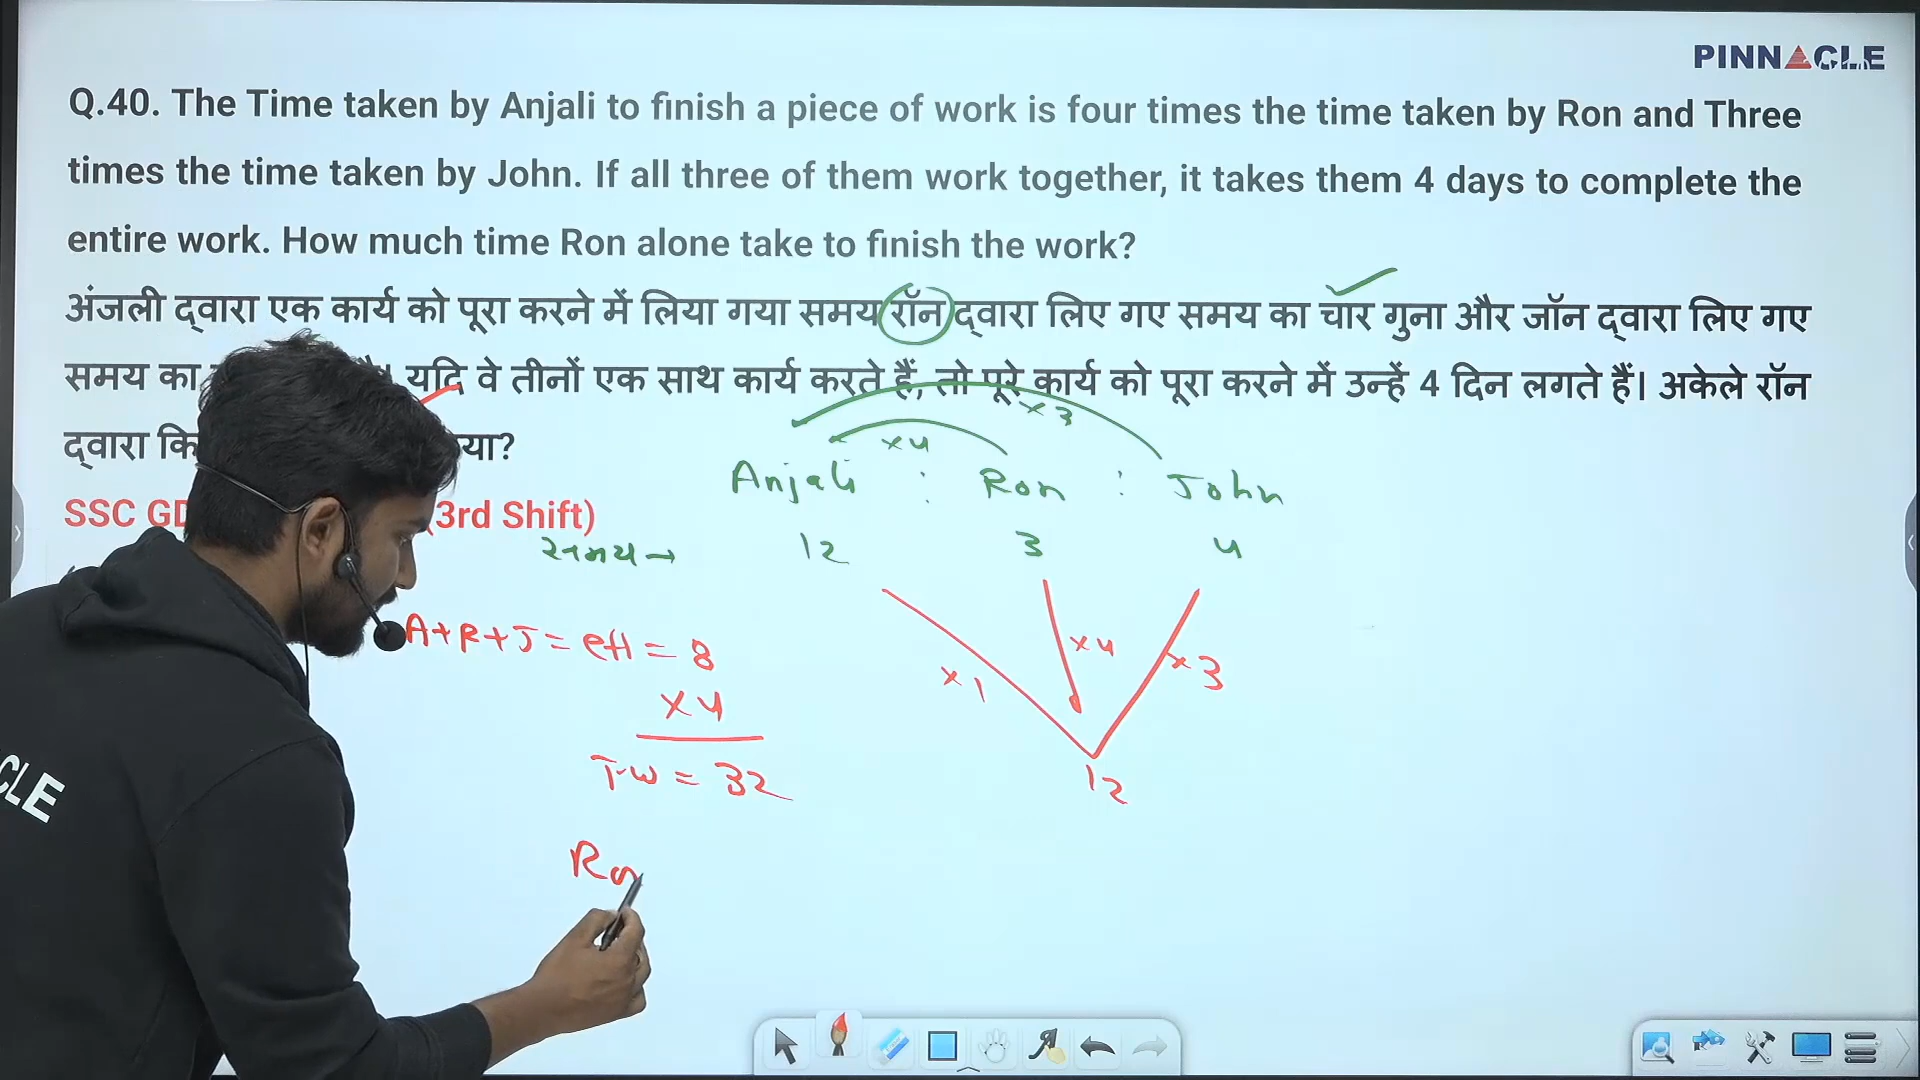 PINNACLE
Q.40. The Time taken by Anjali to finish a piece of work is four times the time taken by Ron and Three
times the time taken by John. If all three of them work together, it takes them 4 days to complete the
entire work. How much time Ron alone take to finish the work?
अंजली द्वारा एक कार्य को पूरा करने में लिया गया समय रॉन द्वारा लिए गए समय का चार गुना और जॉन द्वारा लिए गए
समय का यदि वे तीनों एक साथ कार्य करते हैं, तो पूरे कार्य को पूरा करने में उन्हें 4 दिन लगते हैं। अकेले रॉन
द्वारा या?
×3
×4
Anjali : Ron : John
SSC GD (3rd Shift)
समय → 12 3 4
A+R+J = eff = 8
×4
T.W = 32
×1 ×4 ×3
12
Ron
CLE